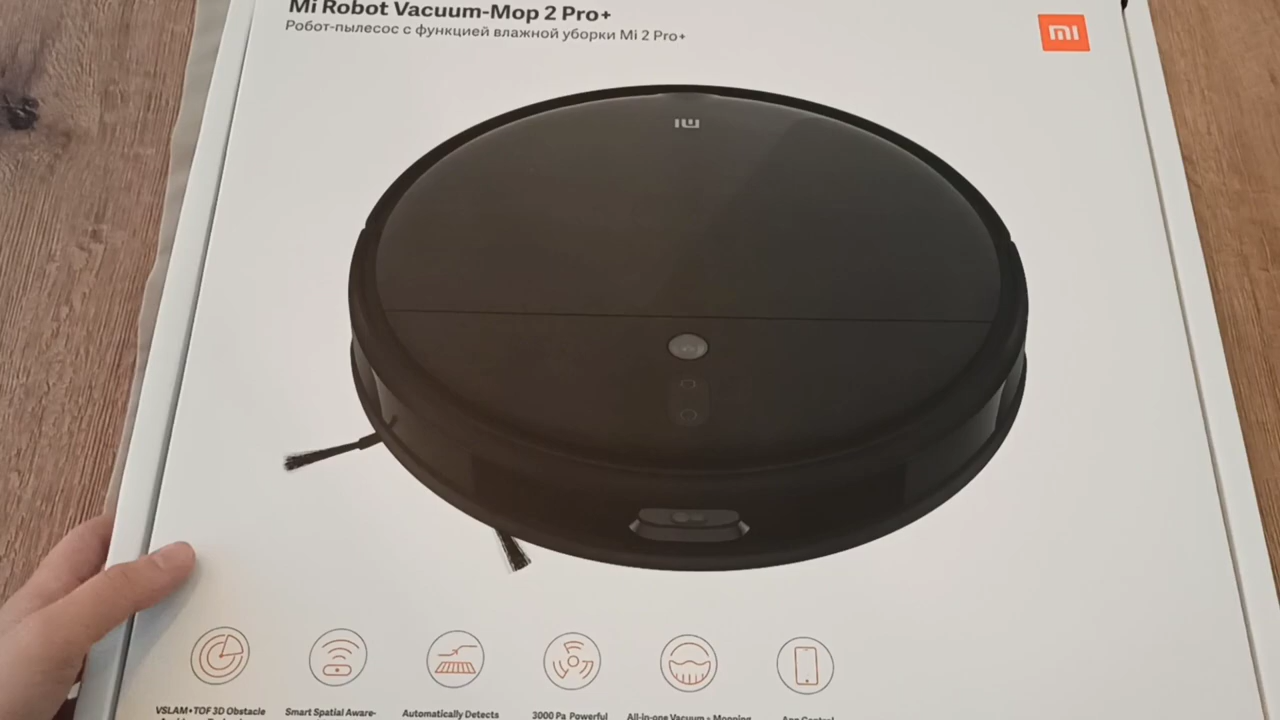 Mi Robot Vacuum-Mop 2 Pro+
Робот-пылесос с функцией влажной уборки Mi 2 Pro+
mi
mi
VSLAM+TOF 3D Obstacle
Smart Spatial Aware-
Automatically Detects
3000 Pa Powerful
All-in-one Vacuum + Mopping
App Control